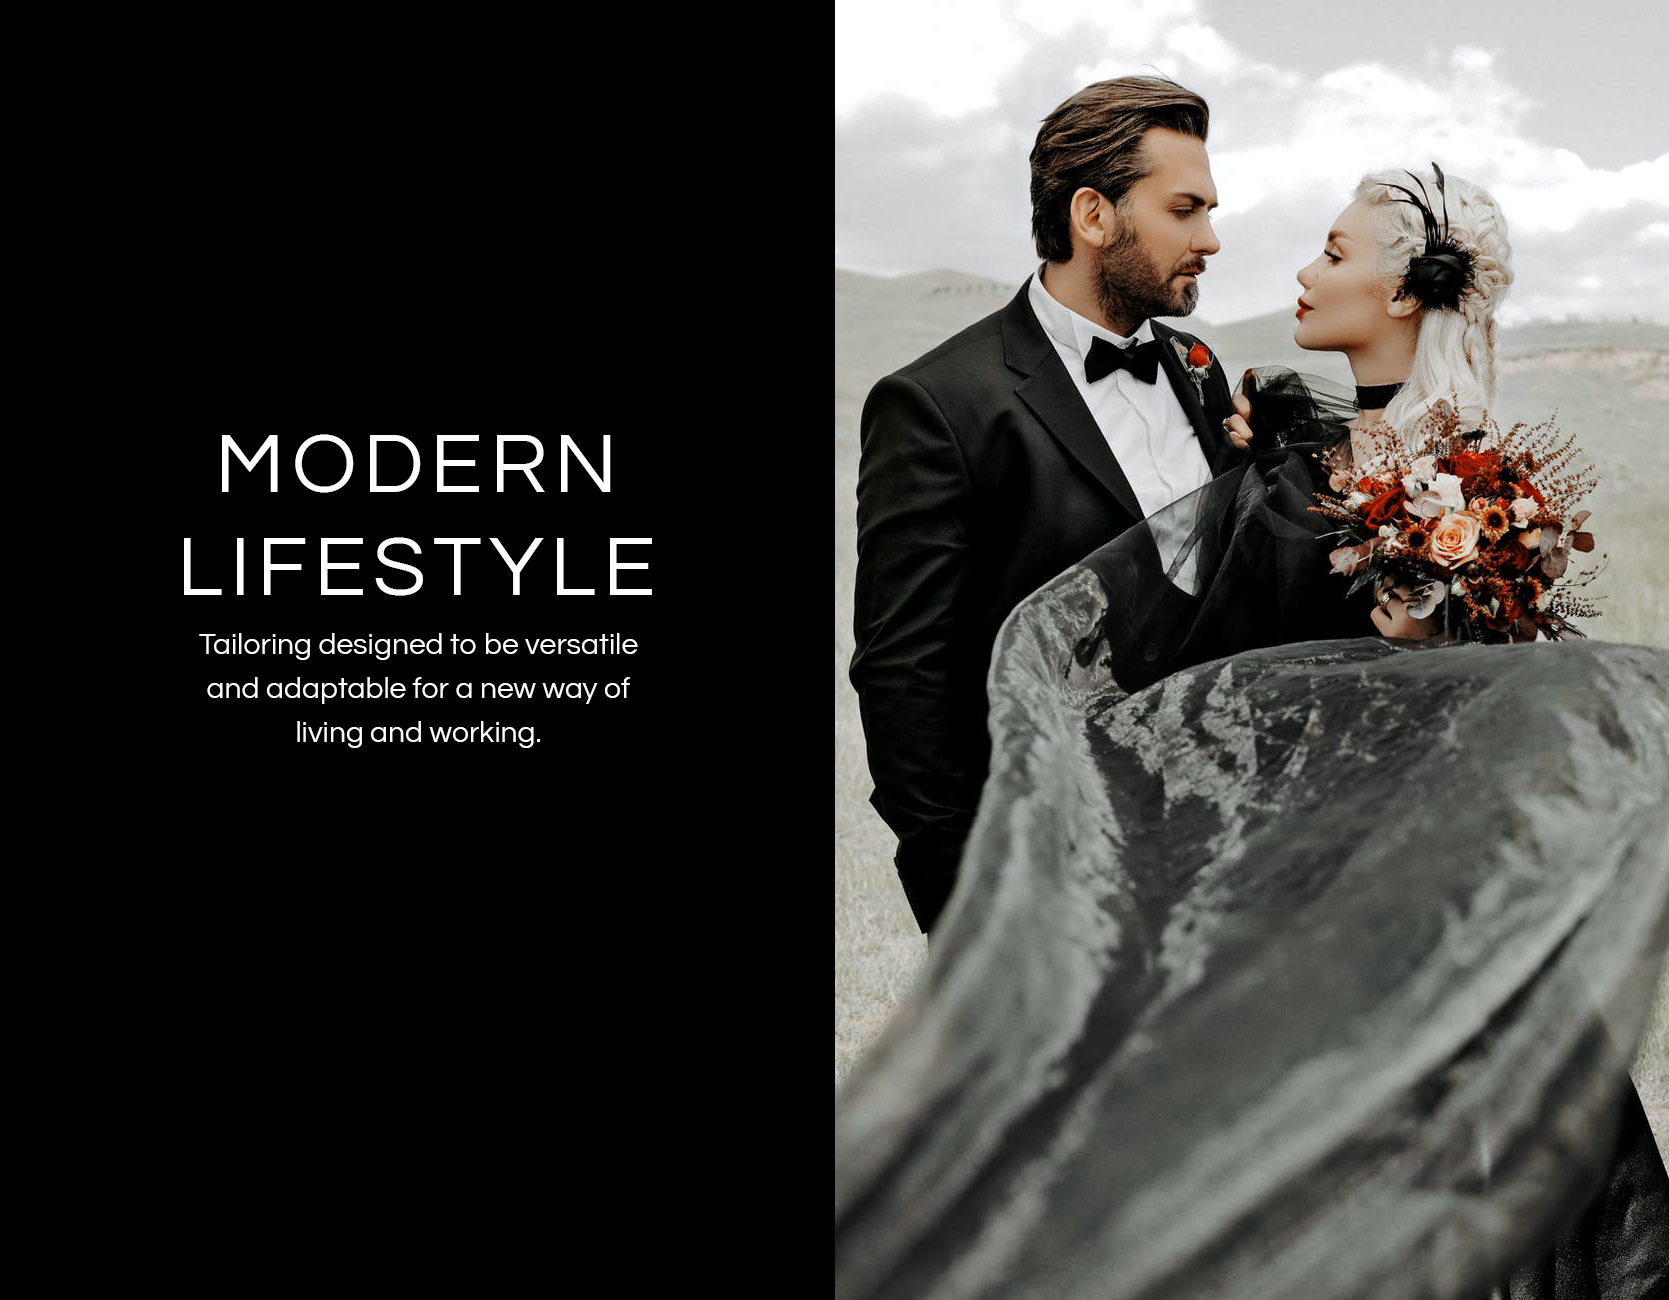 MODERN
LIFESTYLE
Tailoring designed to be versatile
and adaptable for a new way of
living and working.